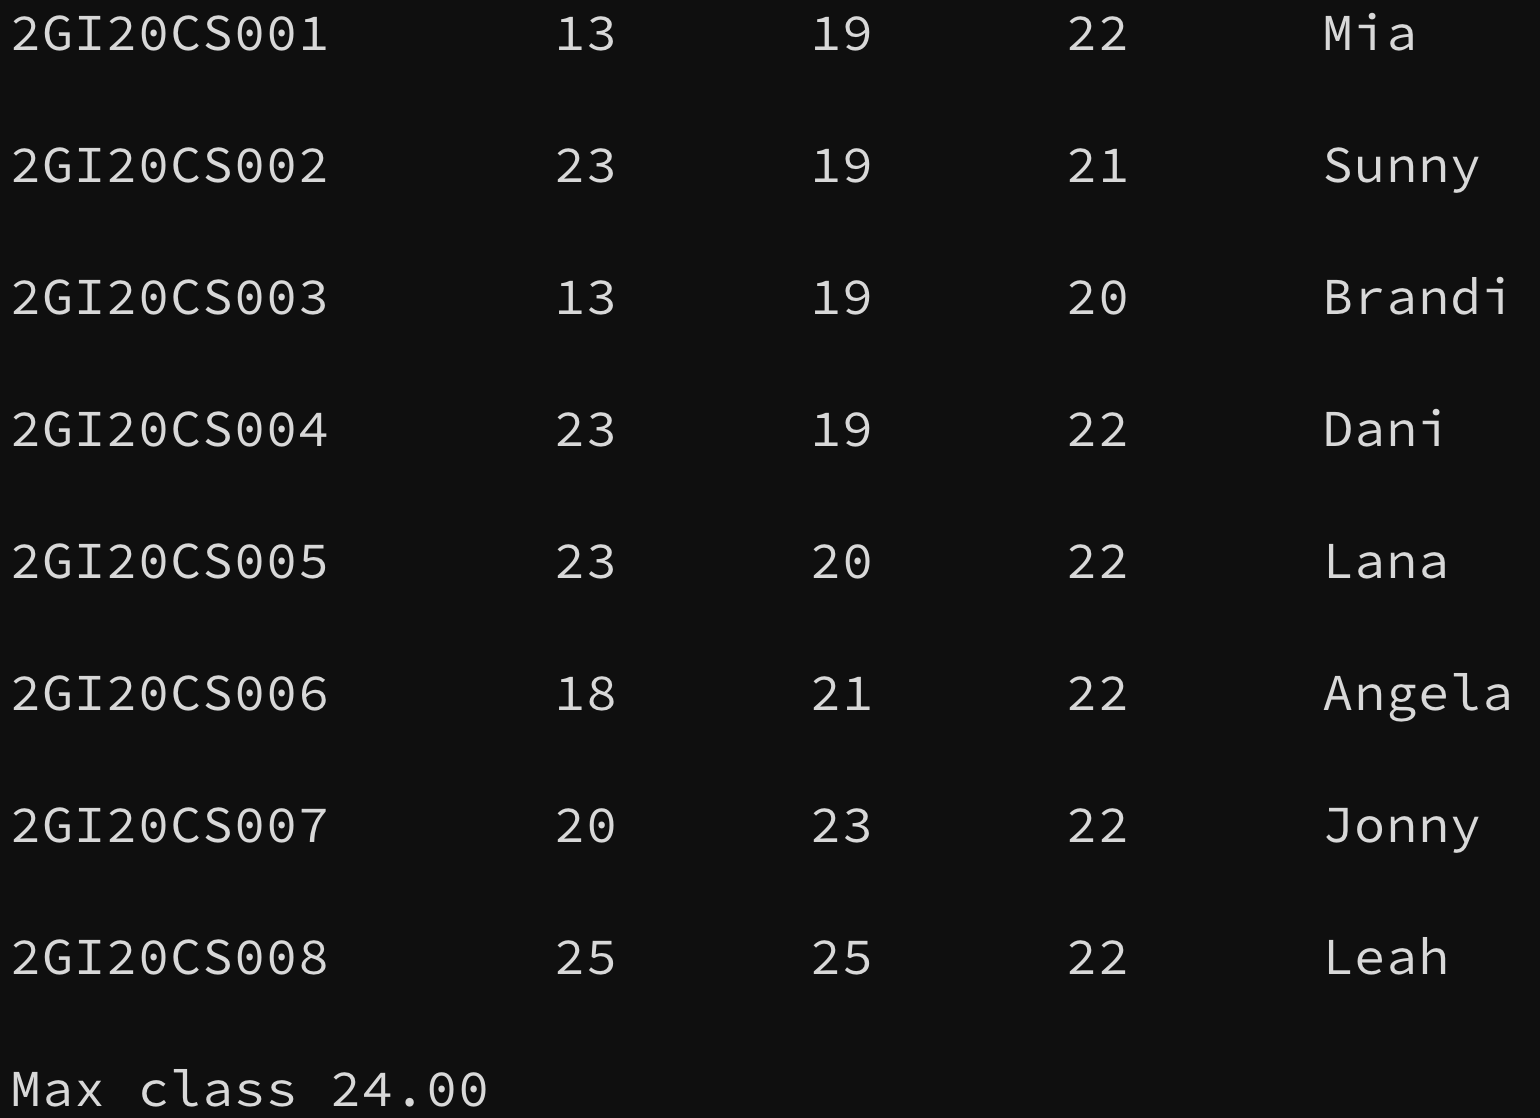 2GI20CS001 13 19 22 Mia
2GI20CS002 23 19 21 Sunny
2GI20CS003 13 19 20 Brandi
2GI20CS004 23 19 22 Dani
2GI20CS005 23 20 22 Lana
2GI20CS006 18 21 22 Angela
2GI20CS007 20 23 22 Jonny
2GI20CS008 25 25 22 Leah
Max class 24.00